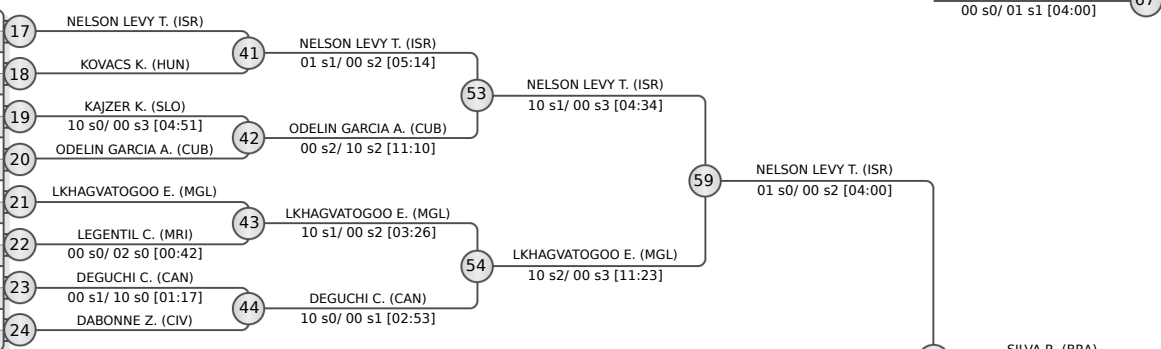 67
00 s0/ 01 s1 [04:00]
17
NELSON LEVY T. (ISR)
18
KOVACS K. (HUN)
41
NELSON LEVY T. (ISR)
01 s1/ 00 s2 [05:14]
19
KAJZER K. (SLO)
10 s0/ 00 s3 [04:51]
20
ODELIN GARCIA A. (CUB)
42
ODELIN GARCIA A. (CUB)
00 s2/ 10 s2 [11:10]
53
NELSON LEVY T. (ISR)
10 s1/ 00 s3 [04:34]
21
LKHAGVATOGOO E. (MGL)
22
LEGENTIL C. (MRI)
00 s0/ 02 s0 [00:42]
43
LKHAGVATOGOO E. (MGL)
10 s1/ 00 s2 [03:26]
23
DEGUCHI C. (CAN)
00 s1/ 10 s0 [01:17]
24
DABONNE Z. (CIV)
44
DEGUCHI C. (CAN)
10 s0/ 00 s1 [02:53]
54
LKHAGVATOGOO E. (MGL)
10 s2/ 00 s3 [11:23]
59
NELSON LEVY T. (ISR)
01 s0/ 00 s2 [04:00]
SILVA R. (BRA)